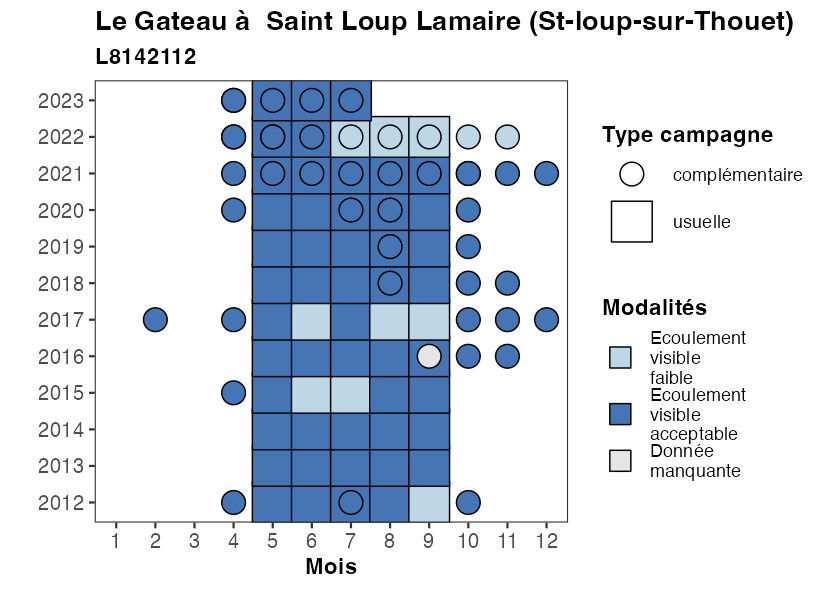 Le Gateau à  Saint Loup Lamaire (St-loup-sur-Thouet)
L8142112
2023
2022
2021
2020
2019
2018
2017
2016
2015
2014
2013
2012
1 2 3 4 5 6 7 8 9 10 11 12
Mois
Type campagne
complémentaire
usuelle
Modalités
Ecoulement
visible
faible
Ecoulement
visible
acceptable
Donnée
manquante